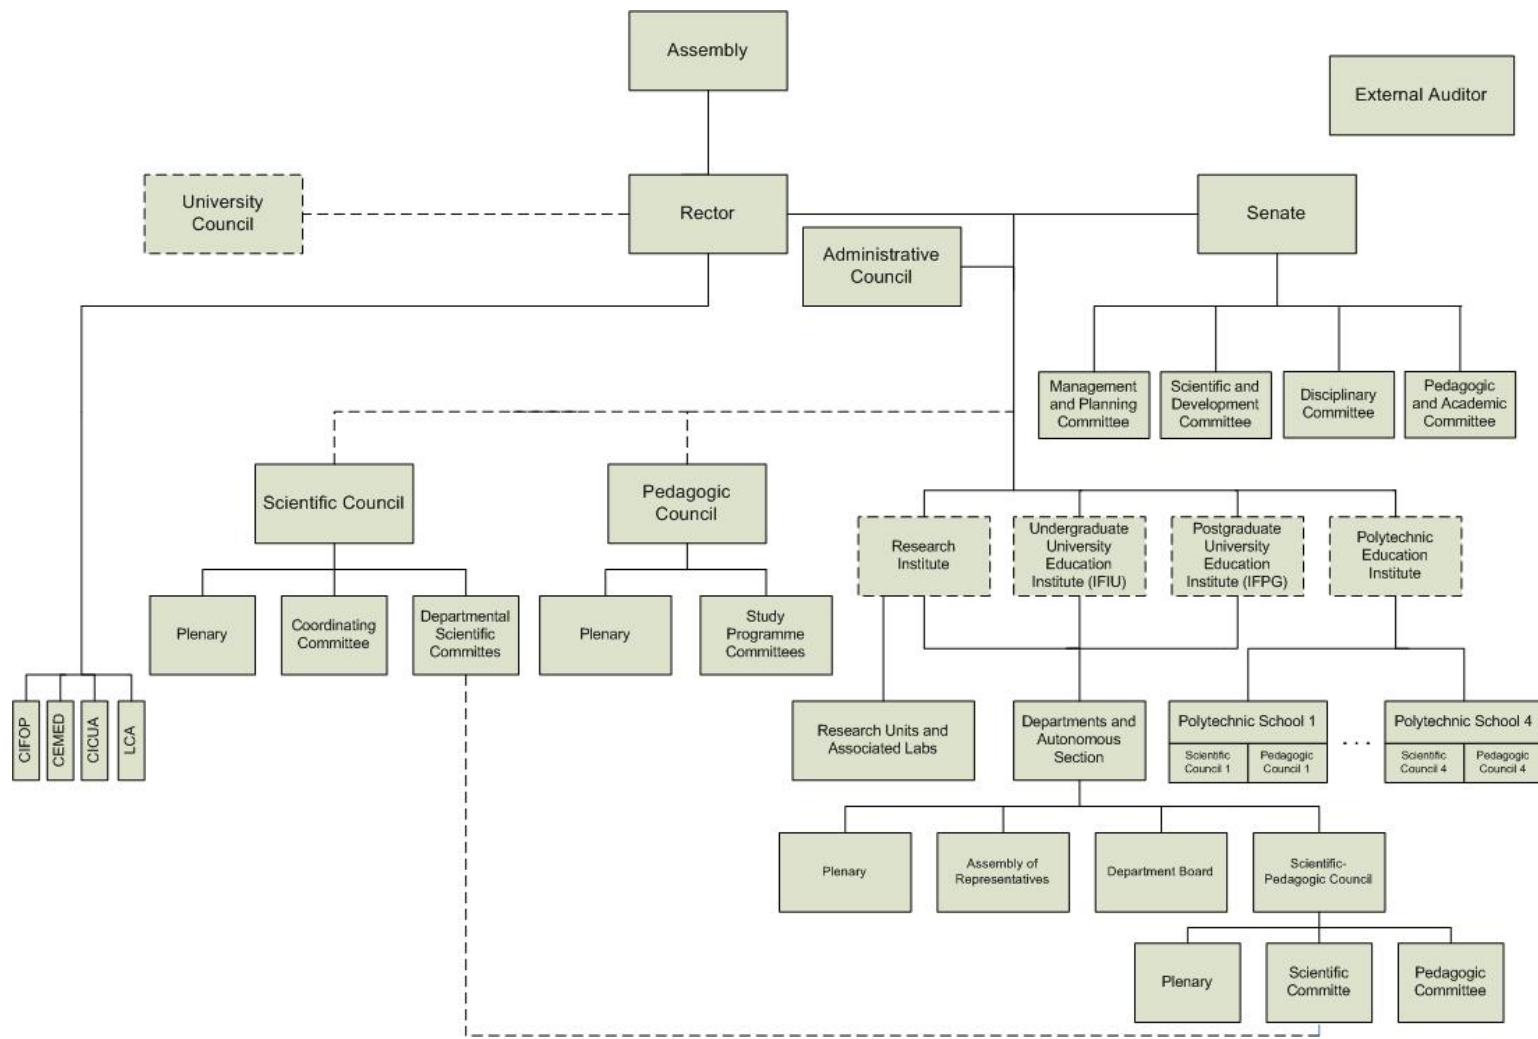 Assembly
External Auditor
University
Council
Rector
Senate
Administrative
Council
Management
and Planning
Committee
Scientific and
Development
Committee
Disciplinary
Committee
Pedagogic
and Academic
Committee
Scientific Council
Pedagogic
Council
Research
Institute
Undergraduate
University
Education
Institute (IFIU)
Postgraduate
University
Education
Institute (IFPG)
Polytechnic
Education
Institute
Plenary
Coordinating
Committee
Departmental
Scientific
Committes
Plenary
Study
Programme
Committees
CIFOP
CEMED
CICUA
LCA
Research Units and
Associated Labs
Departments and
Autonomous
Section
Polytechnic School 1
Scientific
Council 1
Pedagogic
Council 1
. . .
Polytechnic School 4
Scientific
Council 4
Pedagogic
Council 4
Plenary
Assembly of
Representatives
Department Board
Scientific-
Pedagogic Council
Plenary
Scientific
Committe
Pedagogic
Committee